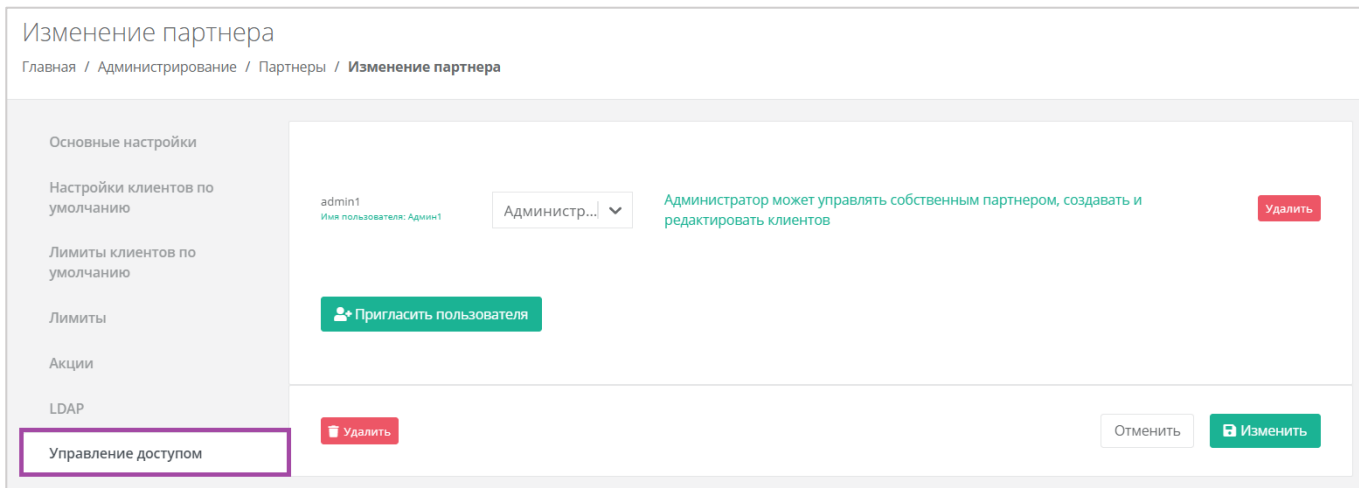 Изменение партнера
Главная / Администрирование / Партнеры / Изменение партнера
Основные настройки
Настройки клиентов по
умолчанию
Лимиты клиентов по
умолчанию
Лимиты
Акции
LDAP
Управление доступом
admin1
Имя пользователя: Админ1
Администр...
Администратор может управлять собственным партнером, создавать и
редактировать клиентов
Удалить
Пригласить пользователя
Удалить
Отменить
Изменить